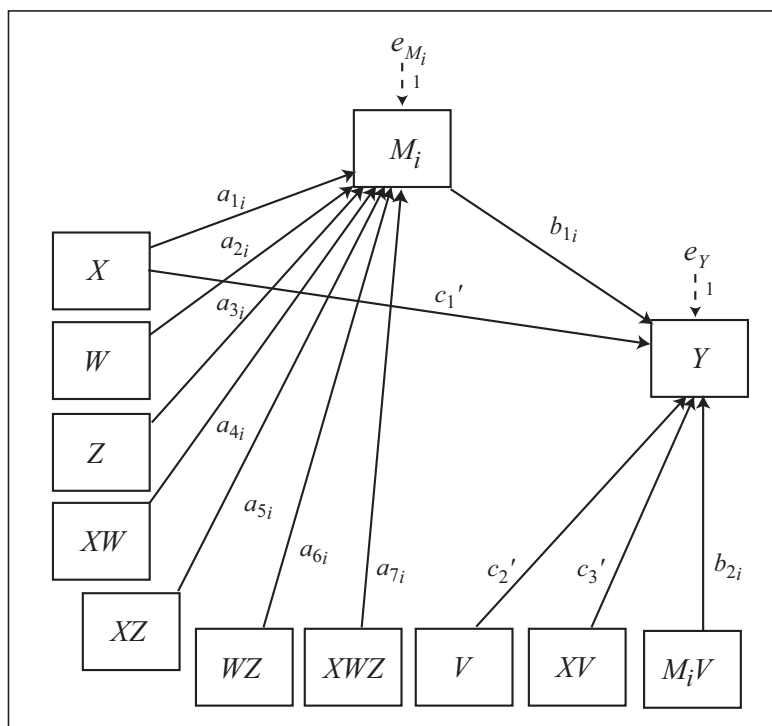 e_{M_i}
1
M_i
a_{1i}
X
a_{2i}
b_{1i}
a_{3i}
c_1′
e_Y
1
W
Y
Z
a_{4i}
XW
a_{5i}
a_{6i}
a_{7i}
c_2′
c_3′
b_{2i}
XZ
WZ
XWZ
V
XV
M_iV